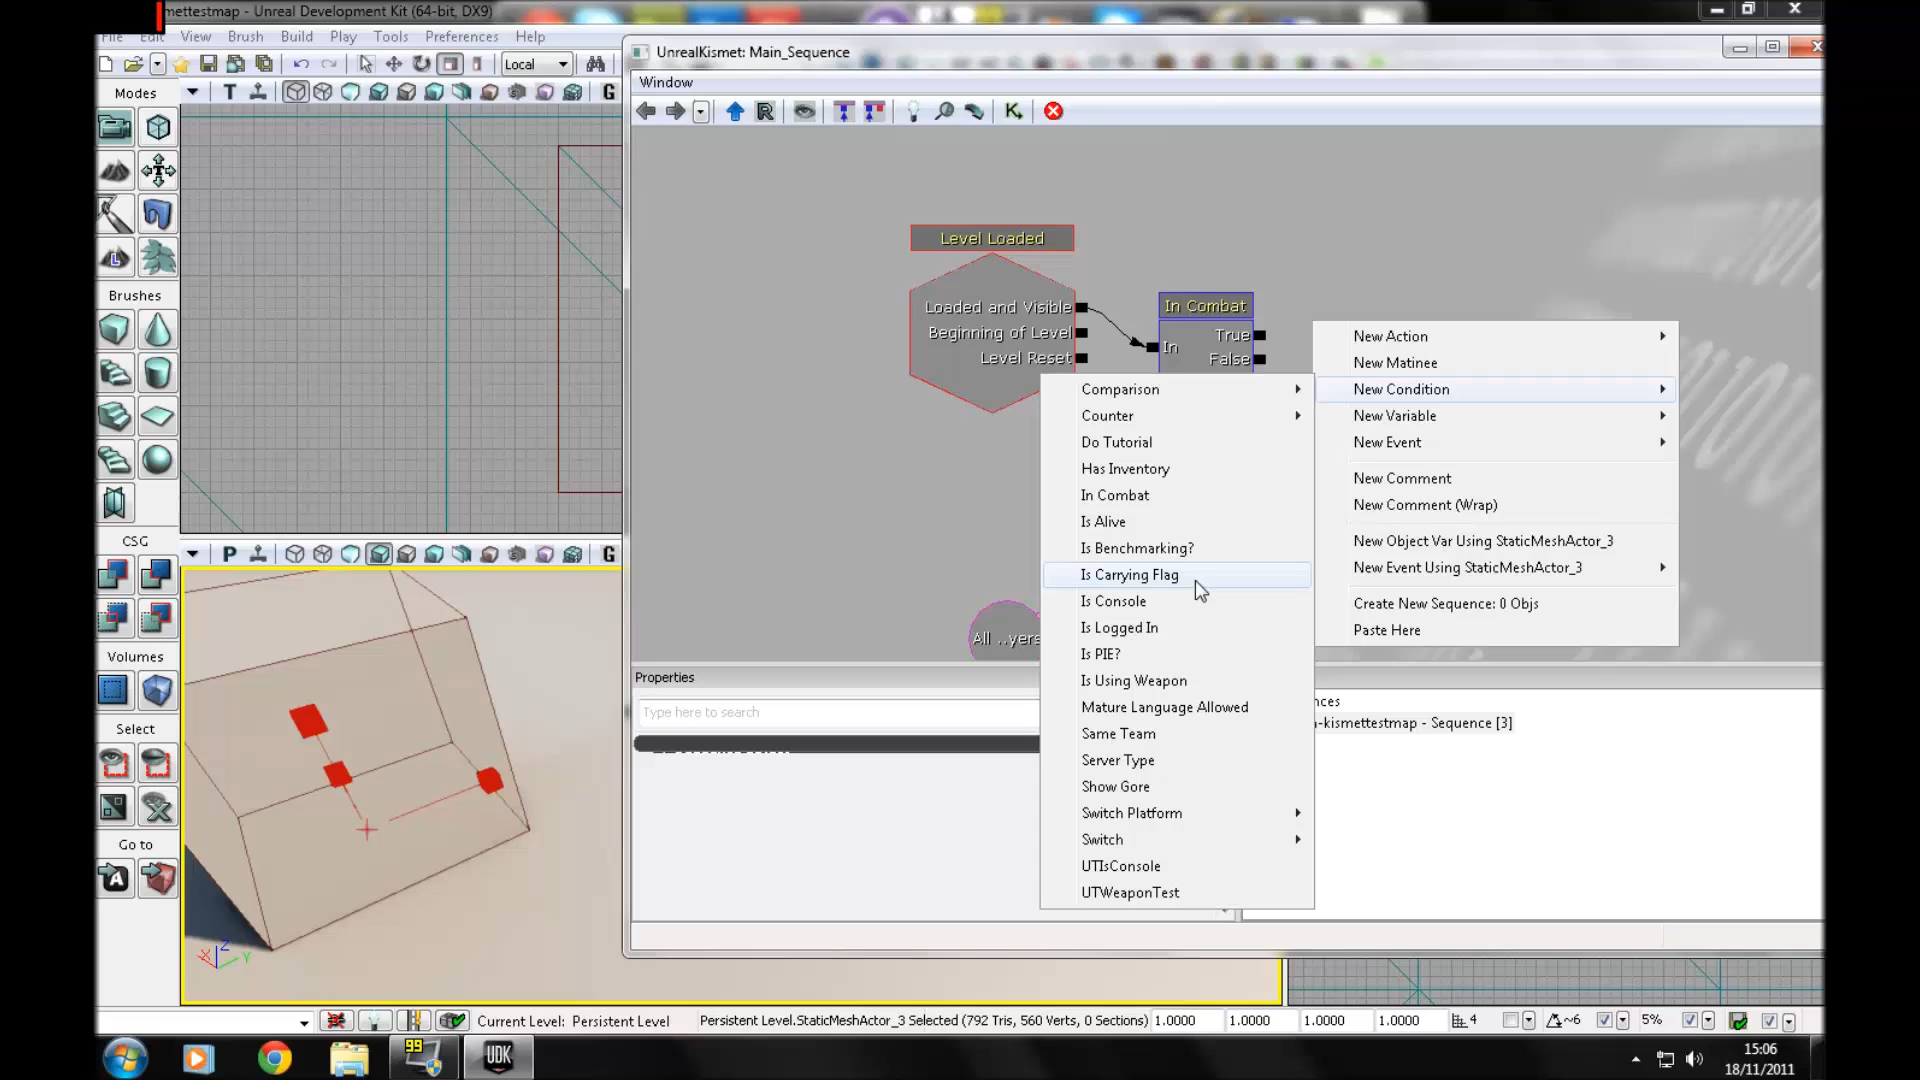 mettestmap - Unreal Development Kit (64-bit, DX9)
File Edit View Brush Build Play Tools Preferences Help
Local
UnrealKismet: Main_Sequence
Window
Modes
T
G
Level Loaded
Loaded and Visible
Beginning of Level
Level Reset
In Combat
In
True
False
All ..yers
New Action
New Matinee
New Condition
New Variable
New Event
New Comment
New Comment (Wrap)
New Object Var Using StaticMeshActor_3
New Event Using StaticMeshActor_3
Create New Sequence: 0 Objs
Paste Here
Comparison
Counter
Do Tutorial
Has Inventory
In Combat
Is Alive
Is Benchmarking?
Is Carrying Flag
Is Console
Is Logged In
Is PIE?
Is Using Weapon
Mature Language Allowed
Same Team
Server Type
Show Gore
Switch Platform
Switch
UTIsConsole
UTWeaponTest
Brushes
CSG
Volumes
Select
Go to
P
G
Properties
Type here to search
nces
-kismettestmap - Sequence [3]
X
Z
Y
Current Level: Persistent Level
Persistent Level.StaticMeshActor_3 Selected (792 Tris, 560 Verts, 0 Sections)
1.0000
1.0000
1.0000
1.0000
4
~6
5%
99
UDK
15:06
18/11/2011